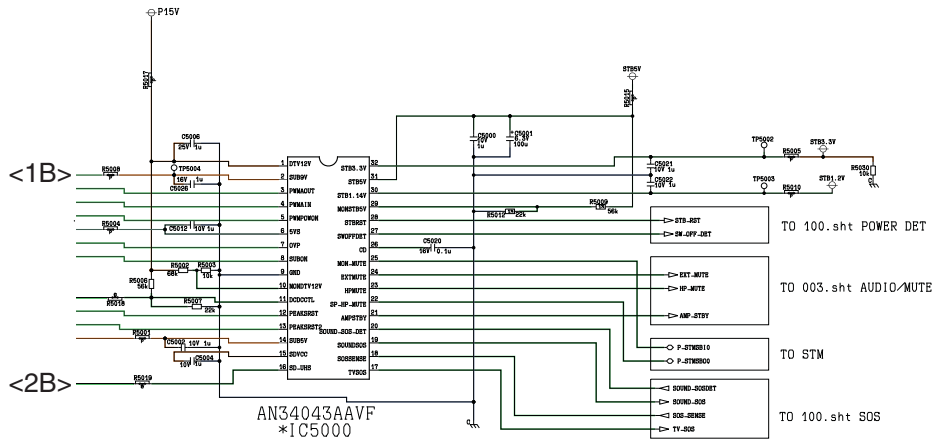 P15V
R5017
STB5V
R5015
C5006
25V 1u
TP5004
16V 1u
C5026
C5000
10V
1u
C5001
6.3V
100u
TP5002
R5005
STB3.3V
C5021
10V 1u
C5022
10V 1u
R5030
10k
TP5003
R5010
STB1.2V
<1B>
R5008
1 DTV12V
2 SUB9V
3 PWMAOUT
4 PWMAIN
5 PWMPOWON
6 5VS
7 OVP
8 SUBON
9 GND
10 MONDTV12V
11 DCDCCTL
12 PEAKSRST
13 PEAKSRST2
14 SUB5V
15 SDVCC
16 SD-UHS
STB3.3V 32
STB5V 31
STB1.14V 30
MONSTB5V 29
STBRST 28
SWOFFDET 27
CD 26
MON-MUTE 25
EXTMUTE 24
HPMUTE 23
SP-HP-MUTE 22
AMPSTBY 21
SOUND-SOS-DET 20
SOUNDSOS 19
SOSSENSE 18
TVSOS 17
R5004
C5012 10V 1u
R5012 22k
R5009
56k
C5020
16V 0.1u
R5002
68k
R5003
10k
R5006
56k
R5007
22k
R5018
0
R5001
C5002 10V 1u
C5004
10V 1u
<2B>
R5019
0
STB-RST
SW-OFF-DET
TO 100.sht POWER DET
EXT-MUTE
HP-MUTE
AMP-STBY
TO 003.sht AUDIO/MUTE
P-STMSBI0
P-STMSBO0
TO STM
SOUND-SOSDET
SOUND-SOS
SOS-SENSE
TV-SOS
TO 100.sht SOS
AN34043AAVF
*IC5000